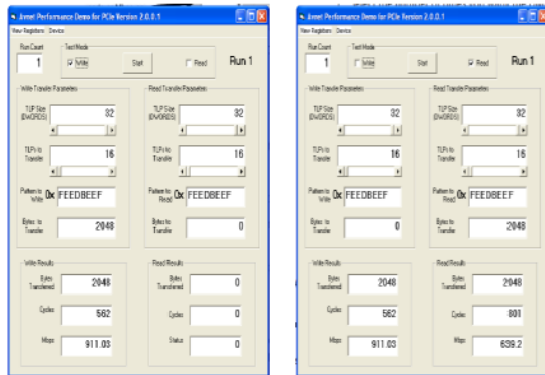 Avnet Performance Demo for PCIe Version 2.0.0.1
View Registers Device
Run Count
1
Test Mode
Write
Start
Read
Run 1
Write Transfer Parameters
Read Transfer Parameters
TLP Size (DWORDS)
32
TLP Size (DWORDS)
32
TLPs to Transfer
16
TLPs to Transfer
16
Pattern to Write 0x FEEDBEEF
Pattern to Read 0x FEEDBEEF
Bytes to Transfer
2048
Bytes to Transfer
0
Write Results
Read Results
Bytes Transferred
2048
Bytes Transferred
0
Cycles
562
Cycles
0
Mbps
911.03
Status
0
Avnet Performance Demo for PCIe Version 2.0.0.1
View Registers Device
Run Count
1
Test Mode
Write
Start
Read
Run 1
Write Transfer Parameters
Read Transfer Parameters
TLP Size (DWORDS)
32
TLP Size (DWORDS)
32
TLPs to Transfer
16
TLPs to Transfer
16
Pattern to Write 0x FEEDBEEF
Pattern to Read 0x FEEDBEEF
Bytes to Transfer
0
Bytes to Transfer
2048
Write Results
Read Results
Bytes Transferred
2048
Bytes Transferred
2048
Cycles
562
Cycles
801
Mbps
911.03
Mbps
639.2